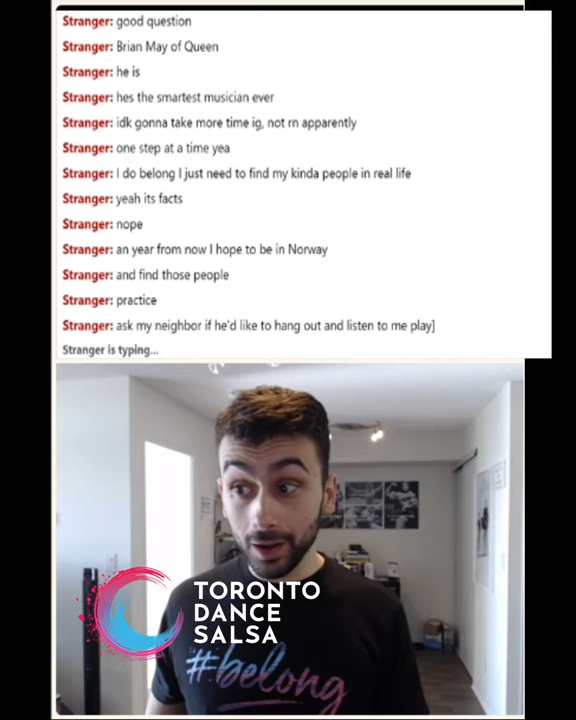 Stranger: good question
Stranger: Brian May of Queen
Stranger: he is
Stranger: hes the smartest musician ever
Stranger: idk gonna take more time ig, not rn apparently
Stranger: one step at a time yea
Stranger: I do belong I just need to find my kinda people in real life
Stranger: yeah its facts
Stranger: nope
Stranger: an year from now I hope to be in Norway
Stranger: and find those people
Stranger: practice
Stranger: ask my neighbor if he'd like to hang out and listen to me play]
Stranger is typing...
TORONTO
DANCE
SALSA
#belong